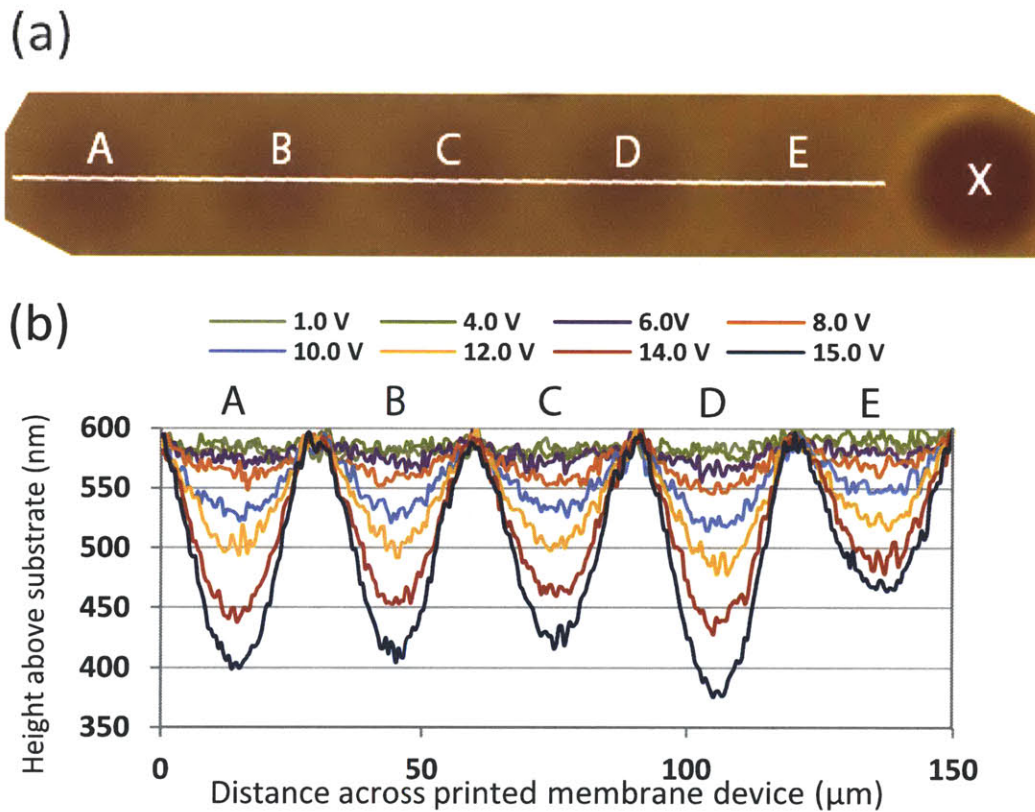 (a)
A B C D E X
(b)
1.0 V 4.0 V 6.0V 8.0 V
10.0 V 12.0 V 14.0 V 15.0 V
A B C D E
Height above substrate (nm)
600
550
500
450
400
350
0 50 100 150
Distance across printed membrane device (μm)